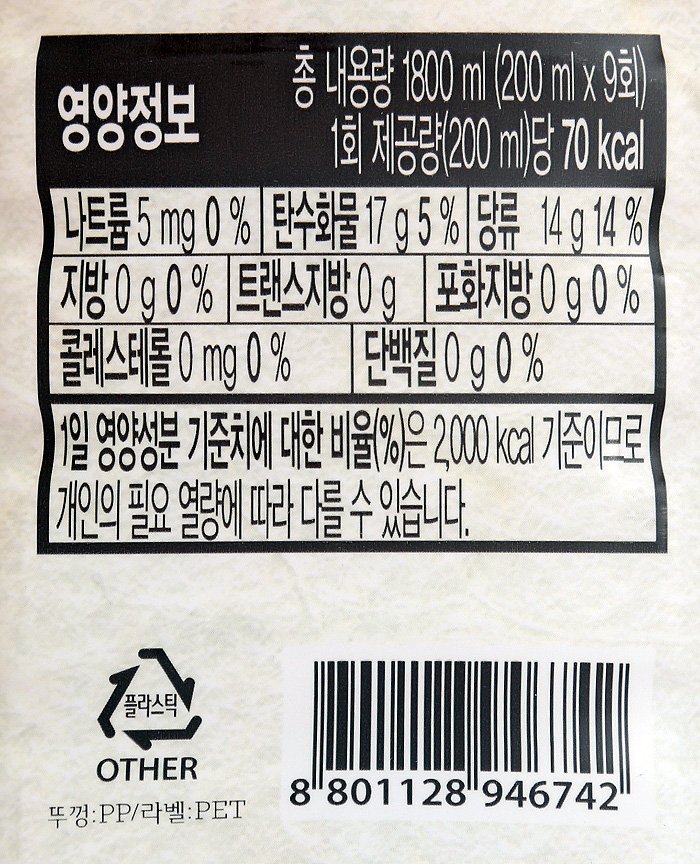 영양정보
총 내용량 1800 ml (200 ml x 9회)
1회 제공량(200 ml)당 70 kcal
나트륨 5 mg 0 % 탄수화물 17 g 5 % 당류 14 g 14 %
지방 0 g 0 % 트랜스지방 0 g 포화지방 0 g 0 %
콜레스테롤 0 mg 0 % 단백질 0 g 0 %
1일 영양성분 기준치에 대한 비율(%)은 2,000 kcal 기준이므로
개인의 필요 열량에 따라 다를 수 있습니다.
플라스틱
OTHER
뚜껑:PP/라벨:PET
8 801128 946742